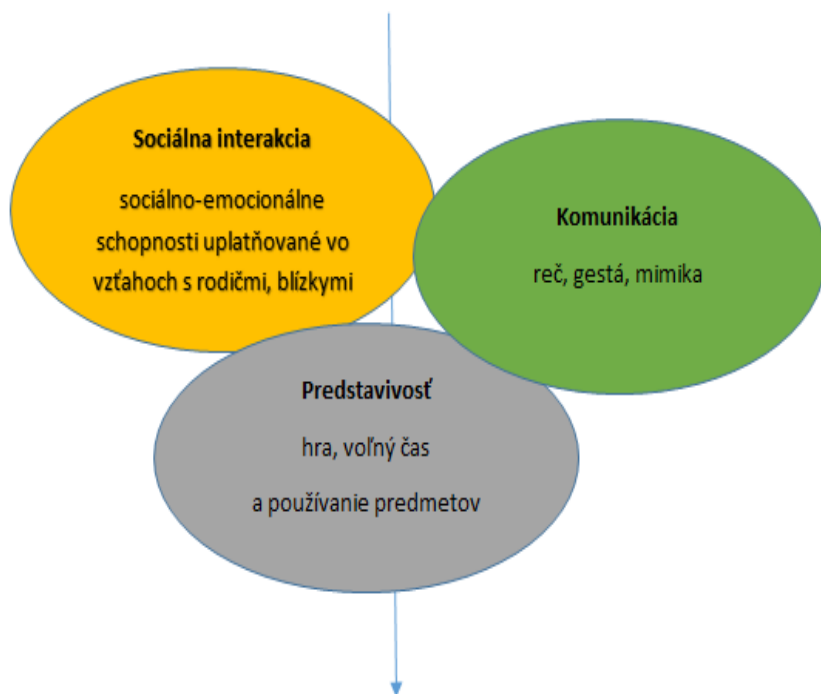 Sociálna interakcia
sociálno-emocionálne
schopnosti uplatňované vo
vzťahoch s rodičmi, blízkymi
Komunikácia
reč, gestá, mimika
Predstavivosť
hra, voľný čas
a používanie predmetov